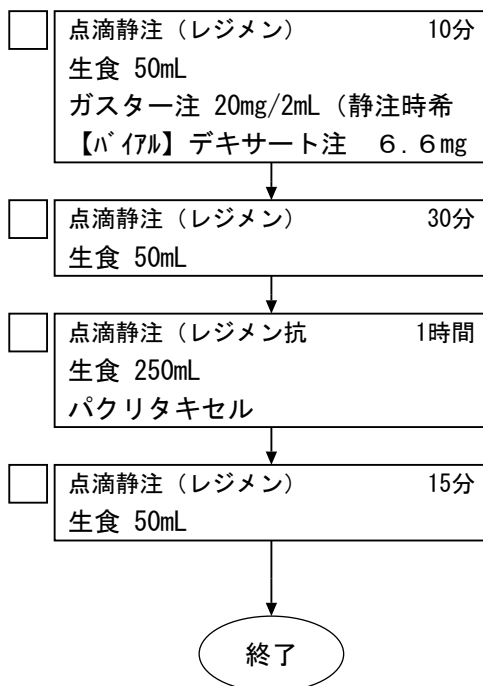 点滴静注（レジメン） 10分
生食 50mL
ガスター注 20mg/2mL（静注時希
【ﾊﾞｲｱﾙ】デキサート注　６.６mg
点滴静注（レジメン） 30分
生食 50mL
点滴静注（レジメン抗 1時間
生食 250mL
パクリタキセル
点滴静注（レジメン） 15分
生食 50mL
終了